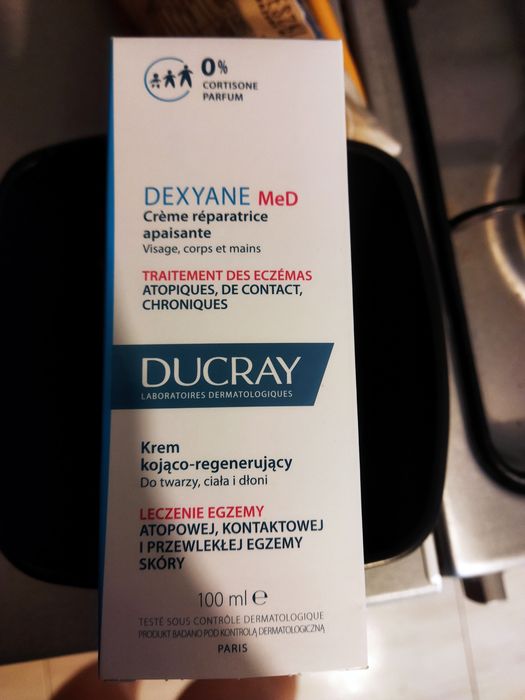 0%
CORTISONE
PARFUM
DEXYANE MeD
Crème réparatrice
apaisante
Visage, corps et mains
TRAITEMENT DES ECZÉMAS
ATOPIQUES, DE CONTACT,
CHRONIQUES
DUCRAY
LABORATOIRES DERMATOLOGIQUES
Krem
kojąco-regenerujący
Do twarzy, ciała i dłoni
LECZENIE EGZEMY
ATOPOWEJ, KONTAKTOWEJ
I PRZEWLEKŁEJ EGZEMY
SKÓRY
100 ml e
TESTÉ SOUS CONTRÔLE DERMATOLOGIQUE
PRODUKT BADANO POD KONTROLĄ DERMATOLOGICZNĄ
PARIS